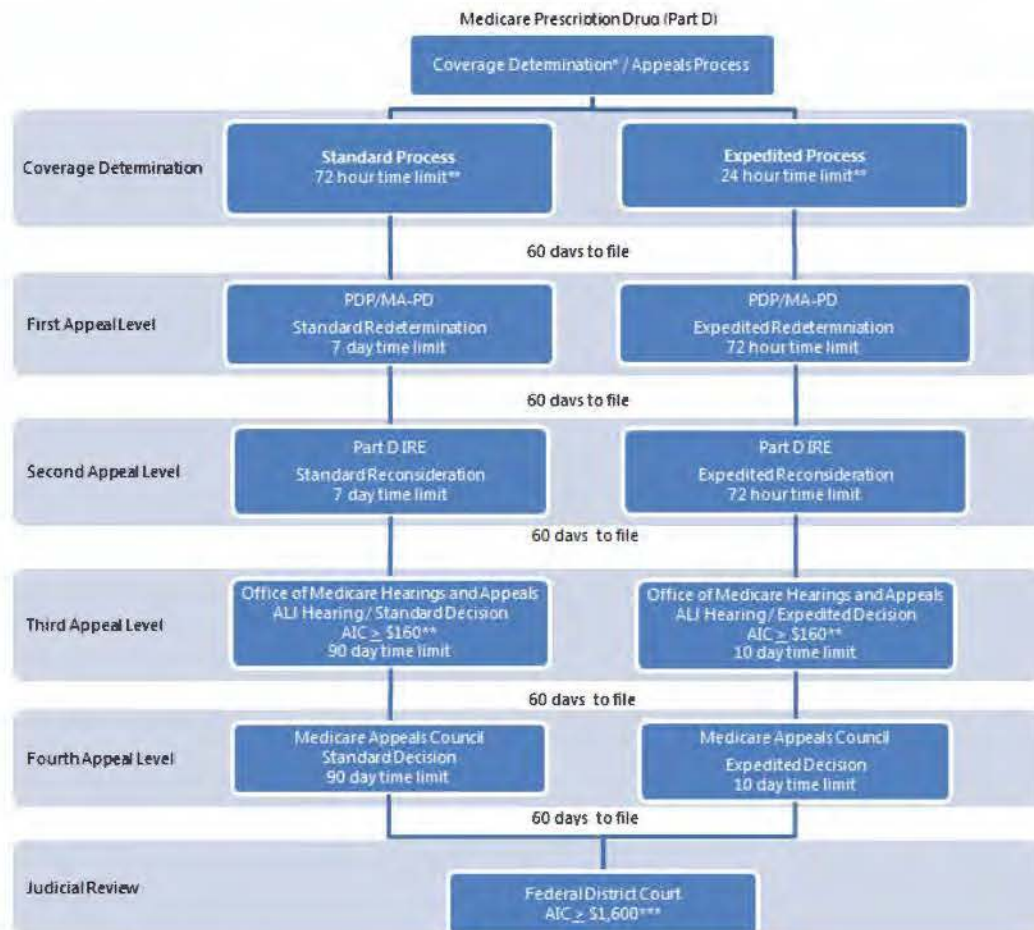 Medicare Prescription Drug (Part D)
Coverage Determination* / Appeals Process
Coverage Determination
Standard Process
72 hour time limit**
Expedited Process
24 hour time limit**
60 days to file
First Appeal Level
PDP/MA-PD
Standard Redetermination
7 day time limit
PDP/MA-PD
Expedited Redetermniation
72 hour time limit
60 days to file
Second Appeal Level
Part D IRE
Standard Reconsideration
7 day time limit
Part D IRE
Expedited Reconsideration
72 hour time limit
60 days to file
Third Appeal Level
Office of Medicare Hearings and Appeals
ALJ Hearing / Standard Decision
AIC ≥ $160**
90 day time limit
Office of Medicare Hearings and Appeals
ALJ Hearing / Expedited Decision
AIC ≥ $160**
10 day time limit
60 days to file
Fourth Appeal Level
Medicare Appeals Council
Standard Decision
90 day time limit
Medicare Appeals Council
Expedited Decision
10 day time limit
60 days to file
Judicial Review
Federal District Court
AIC ≥ $1,600***